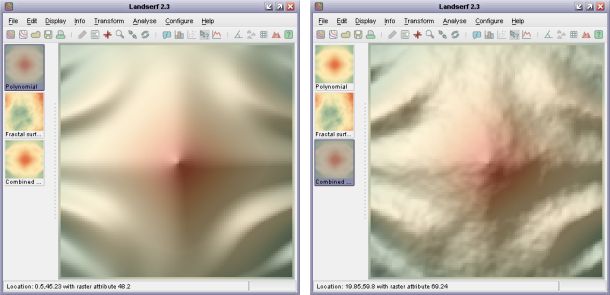 Landserf 2.3
File Edit Display Info Transform Analyse Configure Help
Polynomial
Fractal surf...
Combined ...
Location: 0.5,45.23 with raster attribute 48.2
Landserf 2.3
File Edit Display Info Transform Analyse Configure Help
Polynomial
Fractal surf...
Combined ...
Location: 19.85,59.8 with raster attribute 69.24